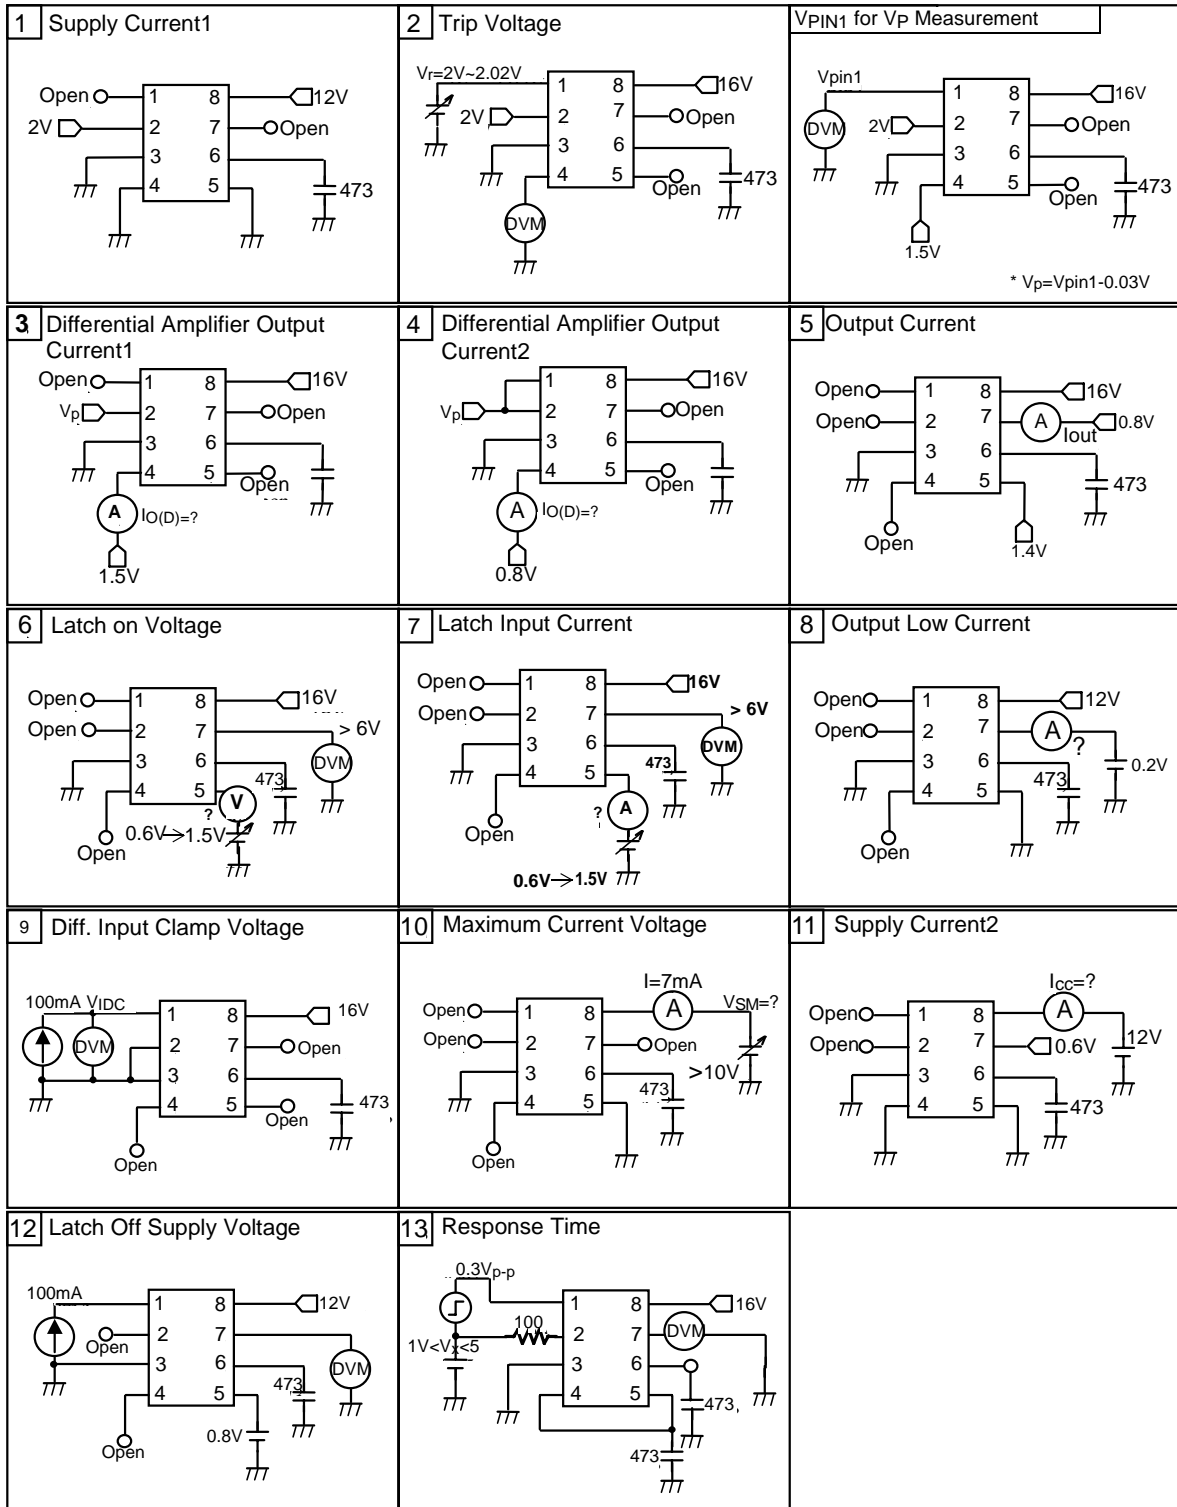 1 Supply Current1
Open
2V
1
2
3
4
8
7
6
5
12V
Open
473
2 Trip Voltage
Vr=2V~2.02V
2V
1
2
3
4
8
7
6
5
16V
Open
Open
473
DVM
VPIN1 for VP Measurement
Vpin1
DVM
2V
1
2
3
4
8
7
6
5
16V
Open
Open
473
1.5V
* Vp=Vpin1-0.03V
3 Differential Amplifier Output
Current1
Open
Vp
1
2
3
4
8
7
6
5
16V
Open
Open
A
IO(D)=?
1.5V
4 Differential Amplifier Output
Current2
Vp
1
2
3
4
8
7
6
5
16V
Open
Open
A
IO(D)=?
0.8V
5 Output Current
Open
Open
1
2
3
4
8
7
6
5
16V
A
Iout
0.8V
473
Open
1.4V
6 Latch on Voltage
Open
Open
1
2
3
4
8
7
6
5
16V
> 6V
DVM
473
V
?
0.6V→1.5V
Open
7 Latch Input Current
Open
Open
1
2
3
4
8
7
6
5
16V
> 6V
DVM
473
A
?
Open
0.6V→1.5V
8 Output Low Current
Open
Open
1
2
3
4
8
7
6
5
12V
A
?
0.2V
473
Open
9 Diff. Input Clamp Voltage
100mA VIDC
DVM
1
2
3
4
8
7
6
5
16V
Open
Open
473
Open
10 Maximum Current Voltage
I=7mA
Open
Open
1
2
3
4
8
7
6
5
A
VSM=?
Open
>10V
473
Open
11 Supply Current2
Icc=?
Open
Open
1
2
3
4
8
7
6
5
A
0.6V
12V
473
12 Latch Off Supply Voltage
100mA
Open
1
2
3
4
8
7
6
5
12V
DVM
473
0.8V
Open
13 Response Time
0.3Vp-p
100
1V<Vx<5
1
2
3
4
8
7
6
5
16V
DVM
473
473